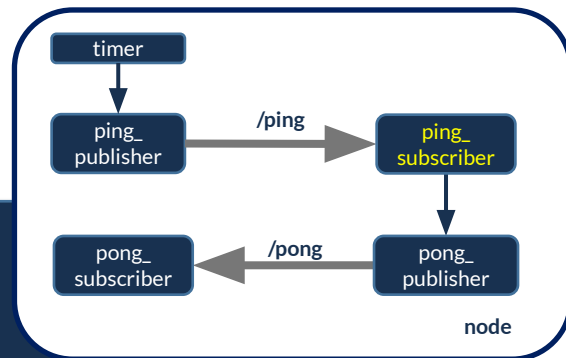 timer
ping_
publisher
/ping
ping_
subscriber
pong_
subscriber
/pong
pong_
publisher
node